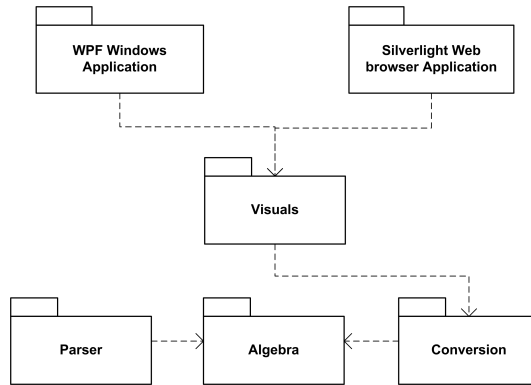 WPF Windows
Application
Silverlight Web
browser Application
Visuals
Parser
Algebra
Conversion